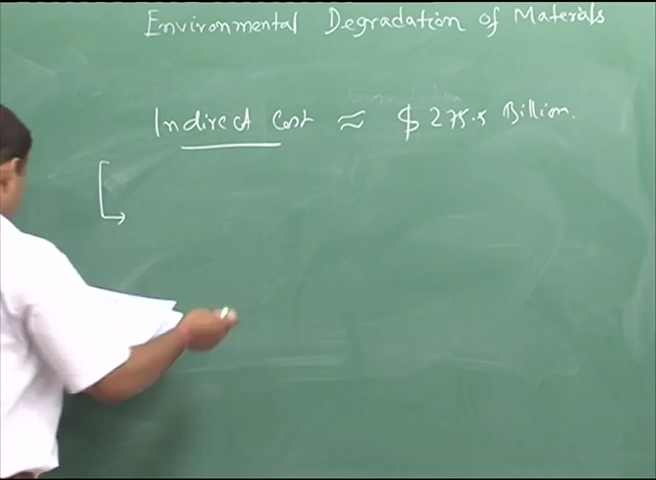 Environmental Degradation of Materials
Indirect Cost ≈ $ 275.5 Billion.